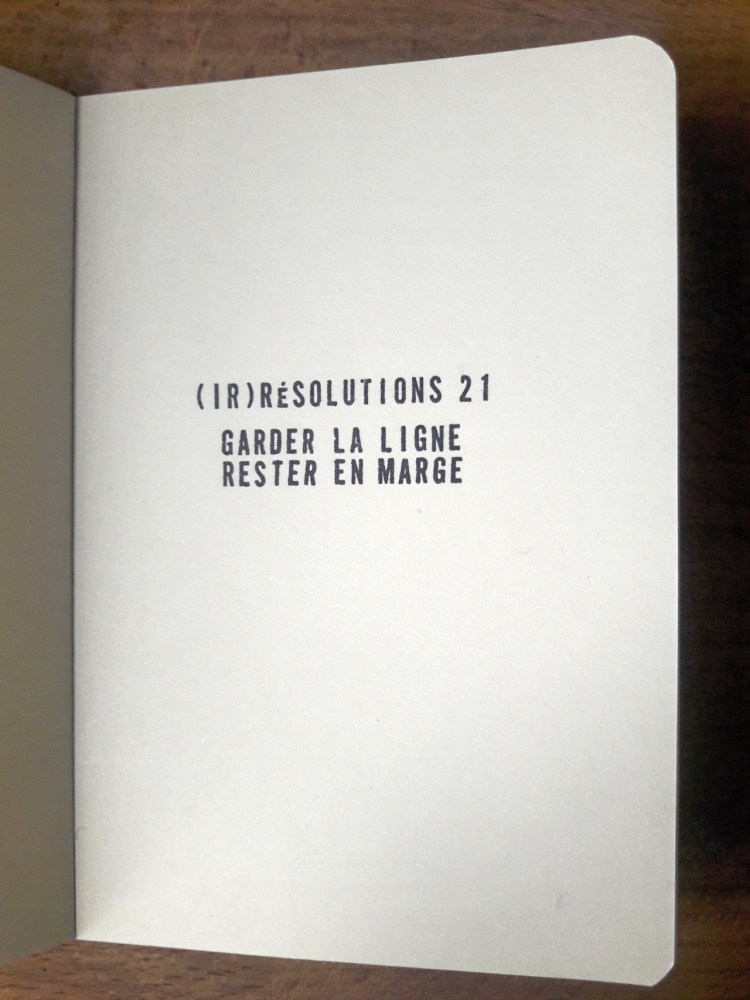 (IR)RÉSOLUTIONS 21
GARDER LA LIGNE
RESTER EN MARGE